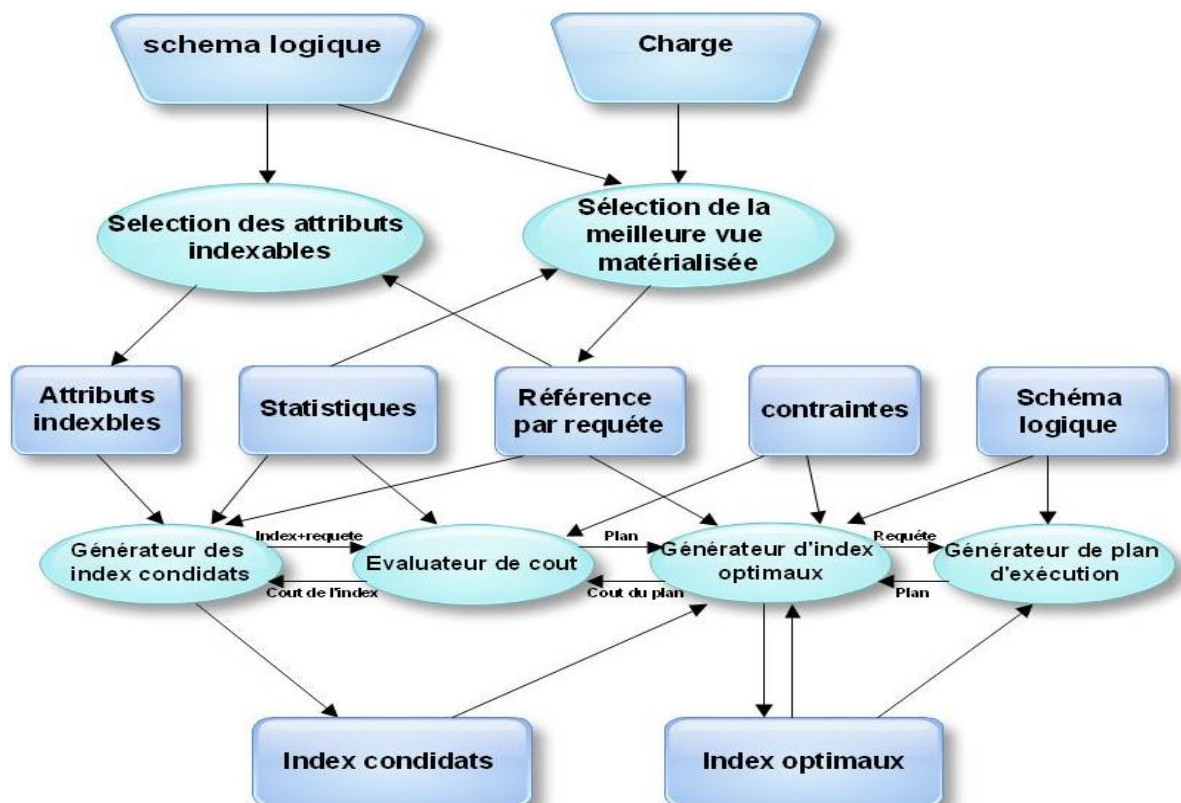 schema logique
Charge
Selection des attributs
indexables
Sélection de la
meilleure vue
matérialisée
Attributs
indexbles
Statistiques
Référence
par requéte
contraintes
Schéma
logique
Générateur des
index condidats
Index+requete
Cout de l'index
Evaluateur de cout
Plan
Cout du plan
Générateur d'index
optimaux
Requéte
Plan
Générateur de plan
d'exécution
Index condidats
Index optimaux